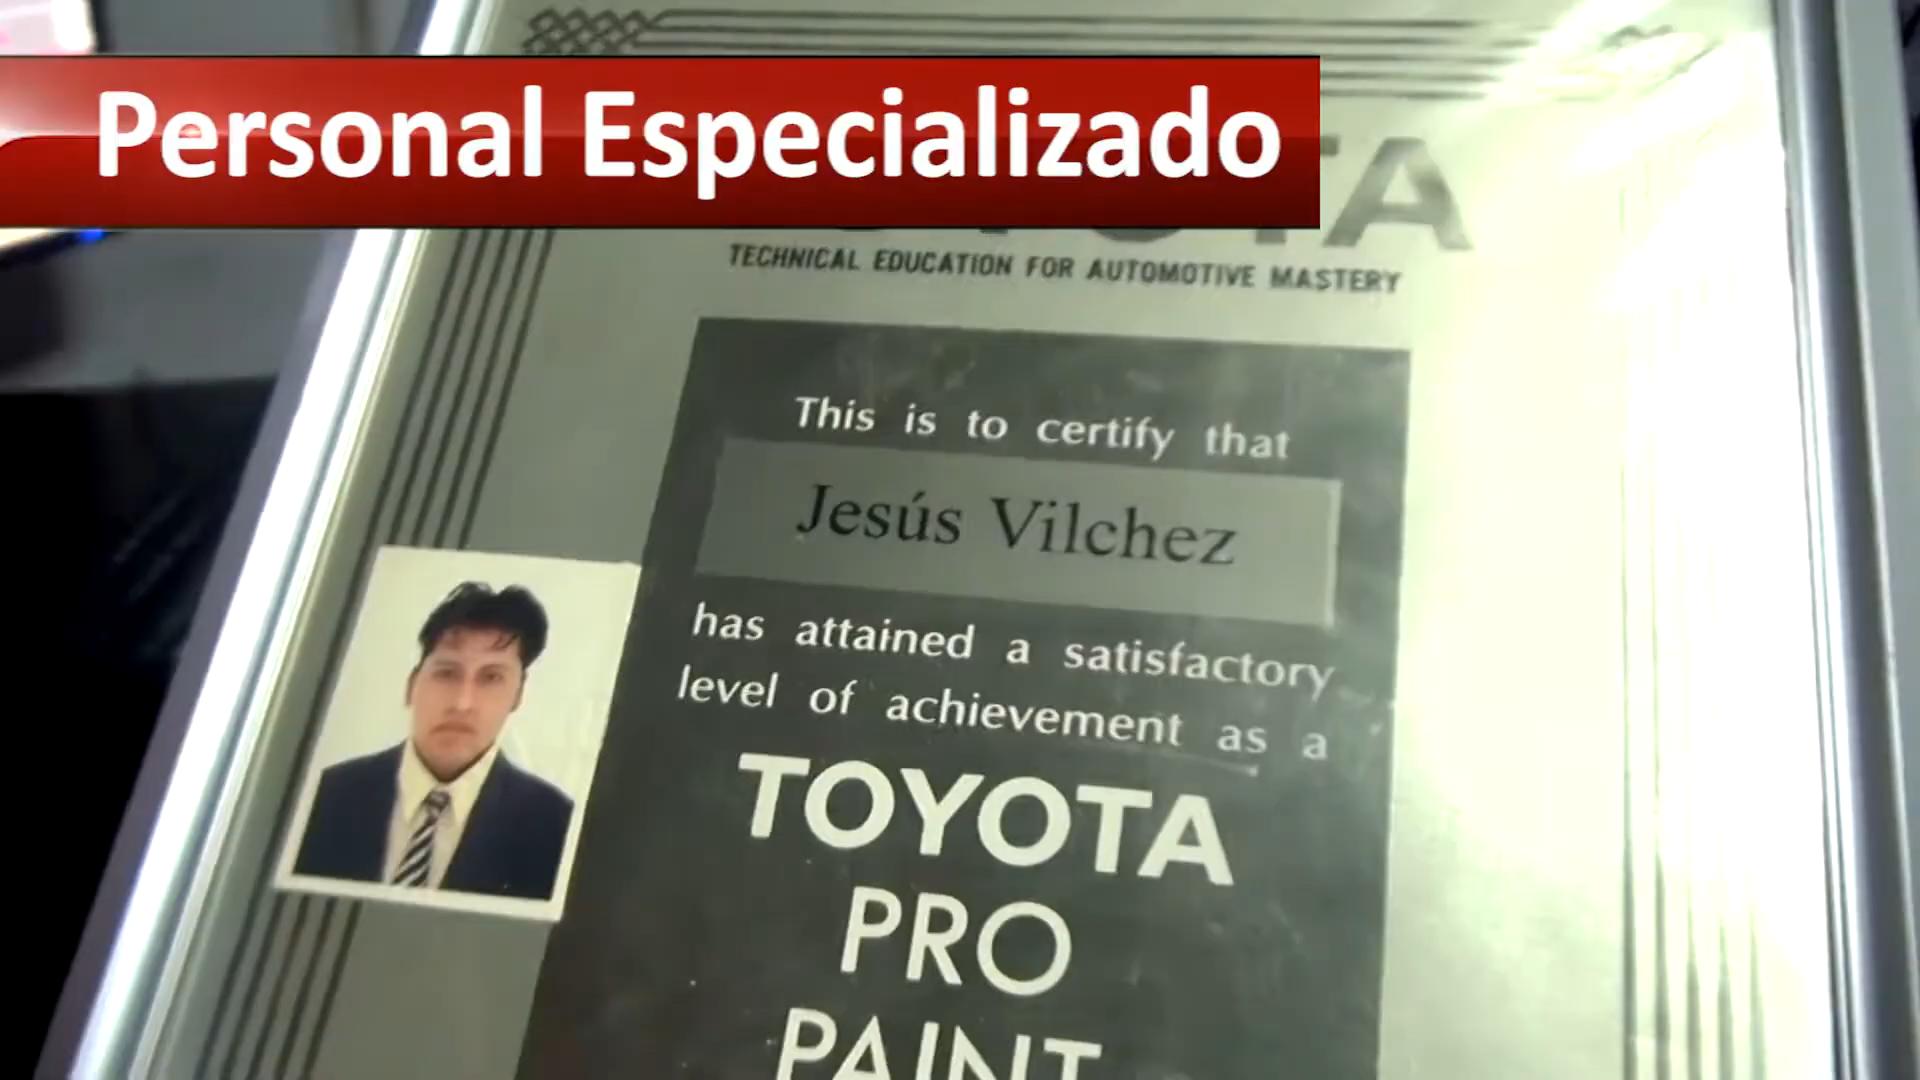 Personal Especializado
TECHNICAL EDUCATION FOR AUTOMOTIVE MASTERY
This is to certify that
Jesús Vilchez
has attained a satisfactory
level of achievement as a
TOYOTA
PRO
PAINT